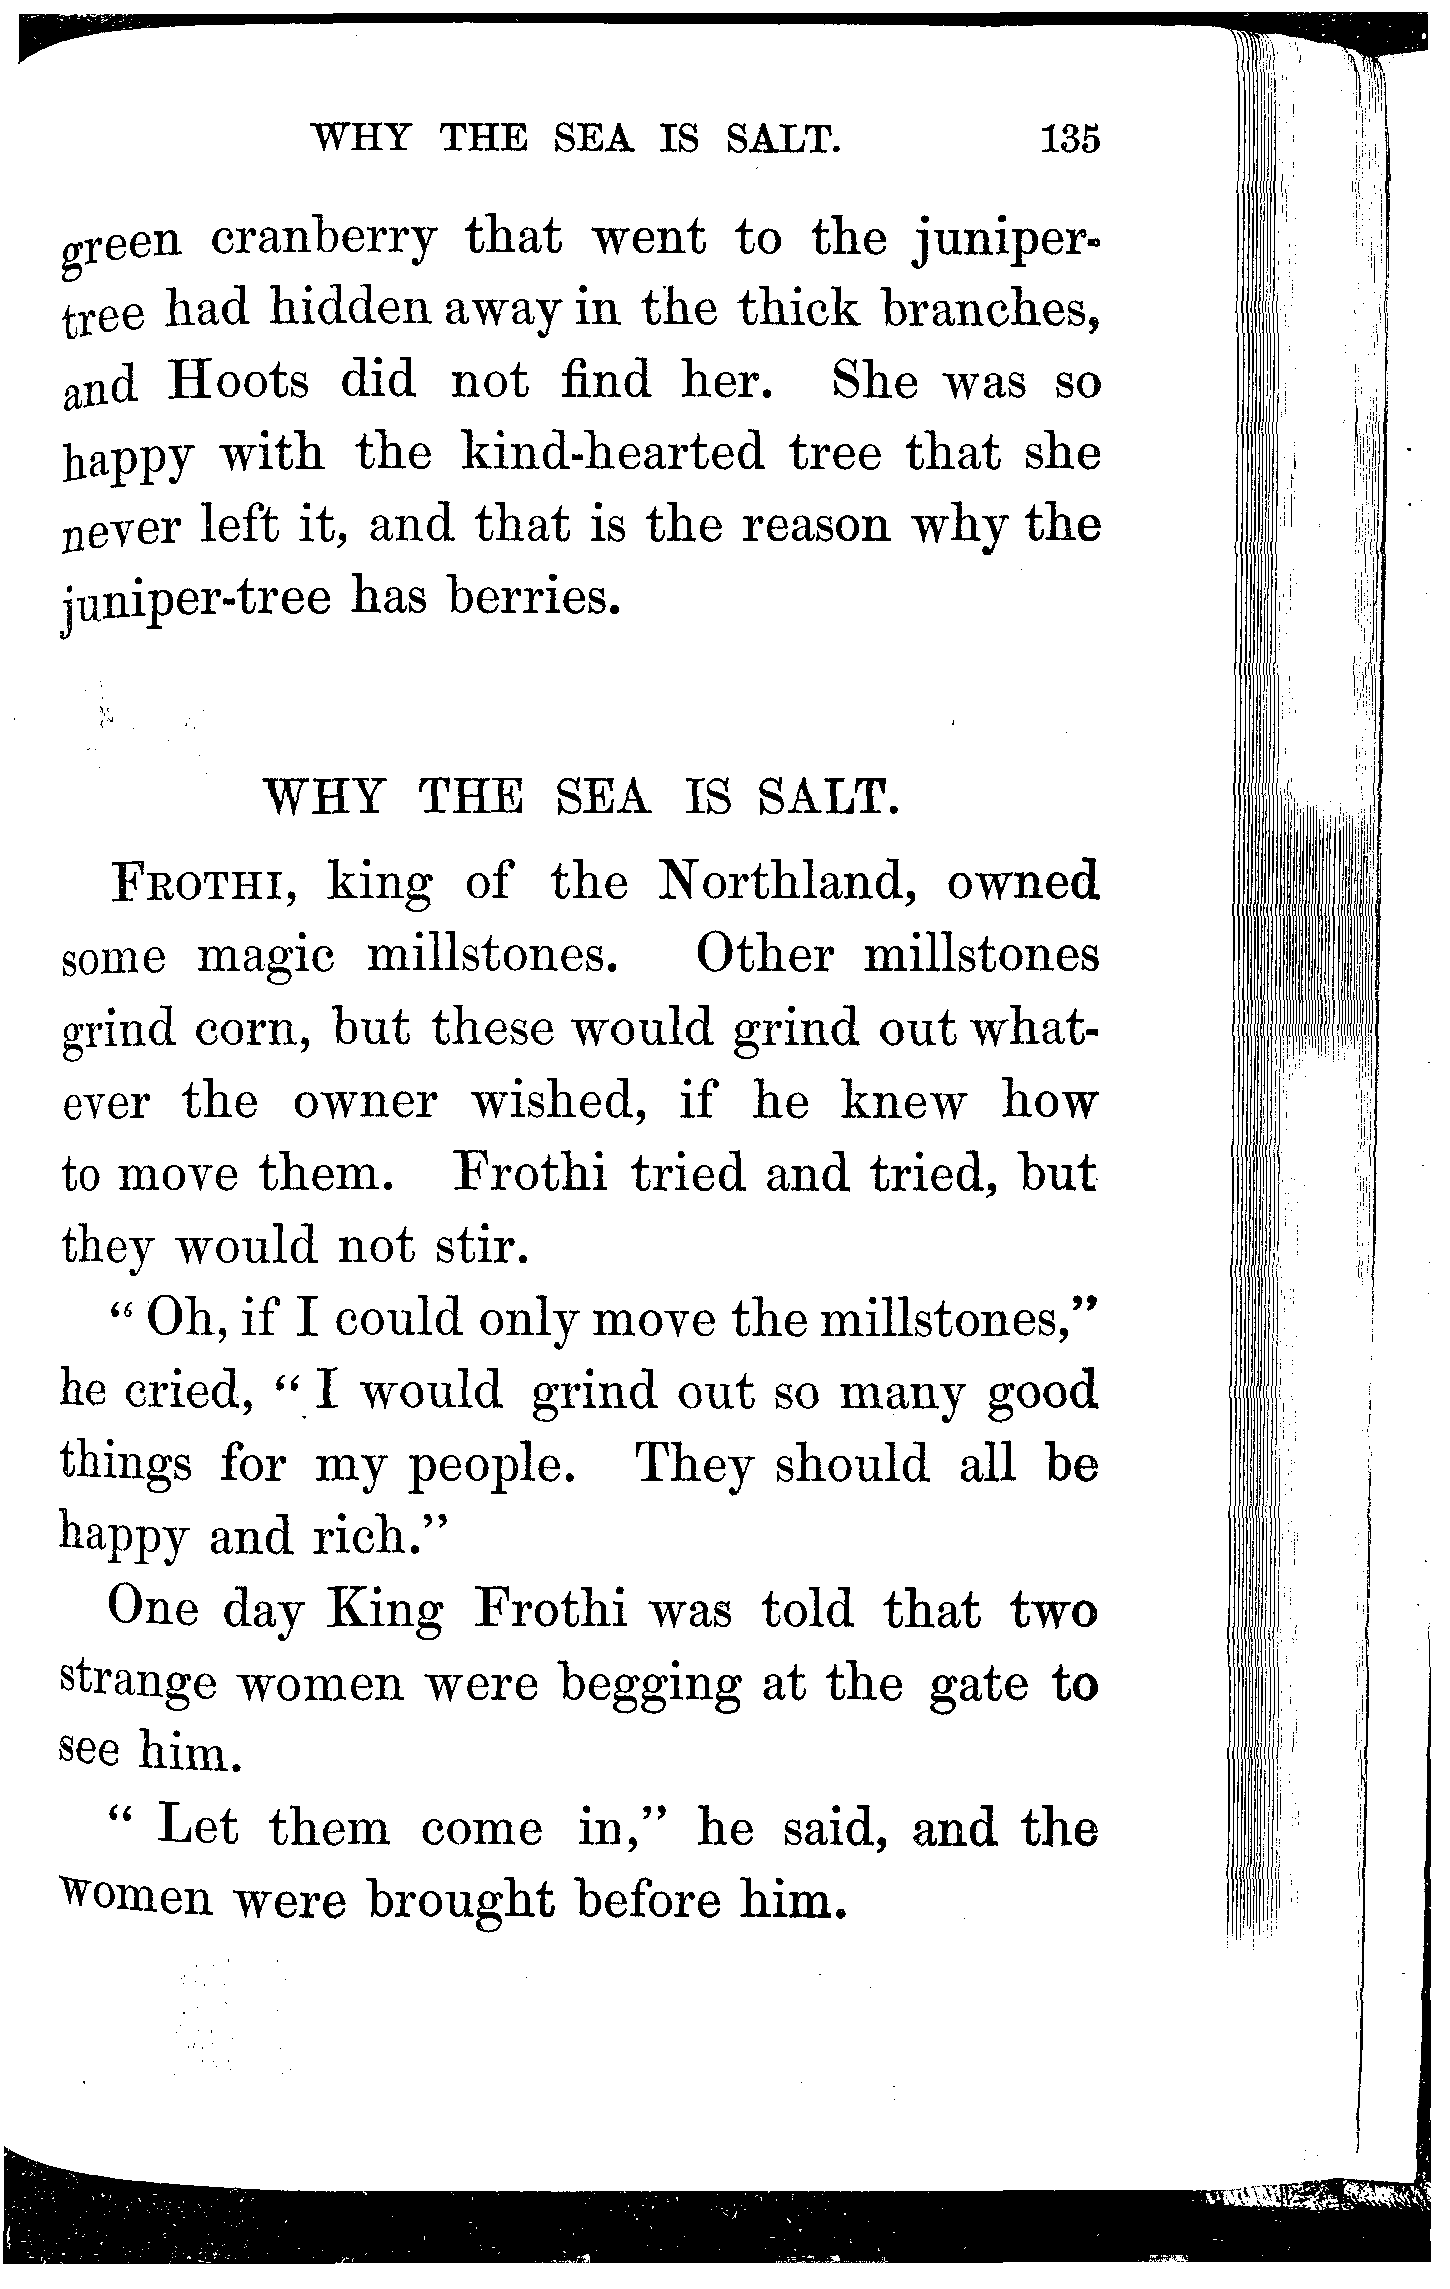 WHY THE SEA IS SALT. 135
green cranberry that went to the juniper-
tree had hidden away in the thick branches,
and Hoots did not find her. She was so
happy with the kind-hearted tree that she
never left it, and that is the reason why the
juniper-tree has berries.
WHY THE SEA IS SALT.
FROTHI, king of the Northland, owned
some magic millstones. Other millstones
grind corn, but these would grind out what-
ever the owner wished, if he knew how
to move them. Frothi tried and tried, but
they would not stir.
“ Oh, if I could only move the millstones,”
he cried, “ I would grind out so many good
things for my people. They should all be
happy and rich.”
One day King Frothi was told that two
strange women were begging at the gate to
see him.
“ Let them come in,” he said, and the
women were brought before him.